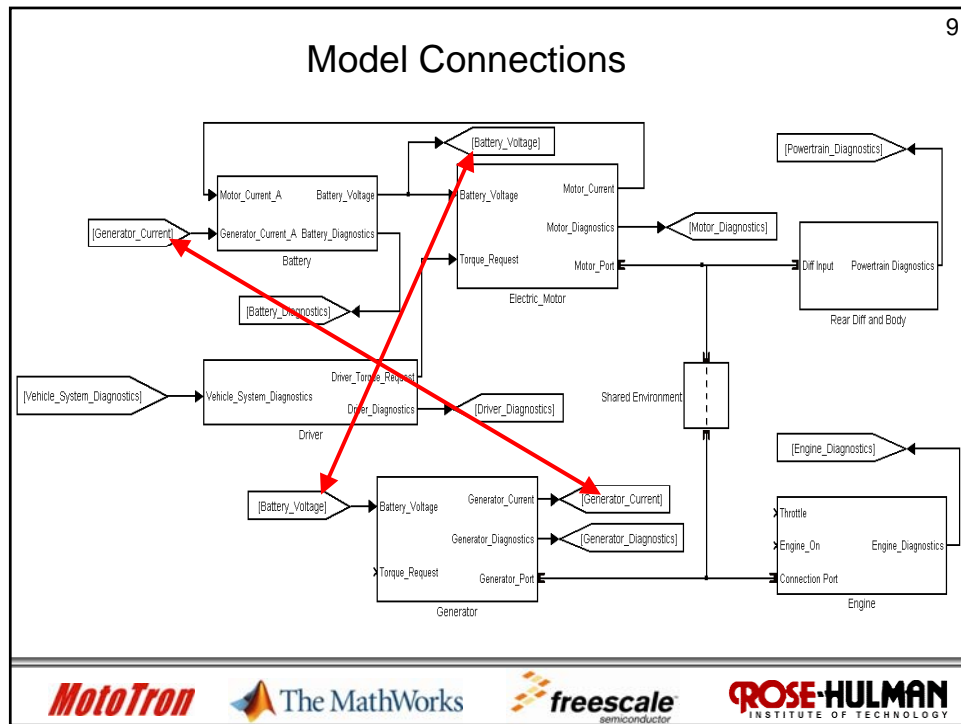 9
Model Connections
[Battery_Voltage]
[Powertrain_Diagnostics]
Motor_Current_A
Battery_Voltage
Generator_Current_A
Battery_Diagnostics
Battery
[Generator_Current]
Battery_Voltage
Motor_Current
Motor_Diagnostics
Torque_Request
Motor_Port
Electric_Motor
[Motor_Diagnostics]
Diff Input
Powertrain Diagnostics
Rear Diff and Body
[Battery_Diagnostics]
[Vehicle_System_Diagnostics]
Vehicle_System_Diagnostics
Driver_Torque_Request
Driver_Diagnostics
Driver
[Driver_Diagnostics]
Shared Environment
[Engine_Diagnostics]
[Battery_Voltage]
Battery_Voltage
Generator_Current
Generator_Diagnostics
Torque_Request
Generator_Port
Generator
[Generator_Current]
[Generator_Diagnostics]
Throttle
Engine_On
Engine_Diagnostics
Connection Port
Engine
MotoTron
The MathWorks
freescale™
semiconductor
ROSE-HULMAN
INSTITUTE OF TECHNOLOGY